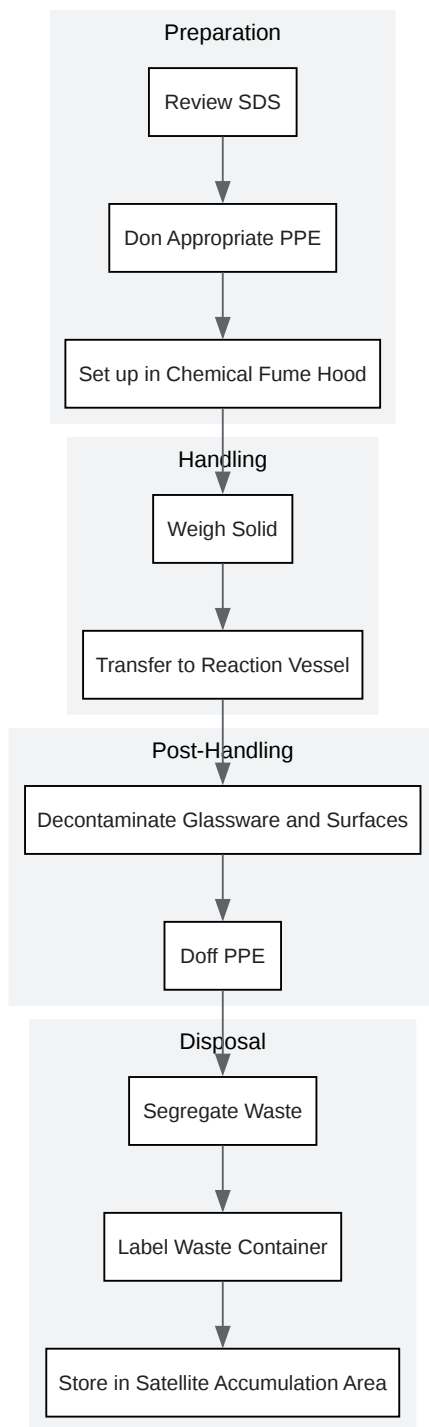 Preparation
Review SDS
Don Appropriate PPE
Set up in Chemical Fume Hood
Handling
Weigh Solid
Transfer to Reaction Vessel
Post-Handling
Decontaminate Glassware and Surfaces
Doff PPE
Disposal
Segregate Waste
Label Waste Container
Store in Satellite Accumulation Area